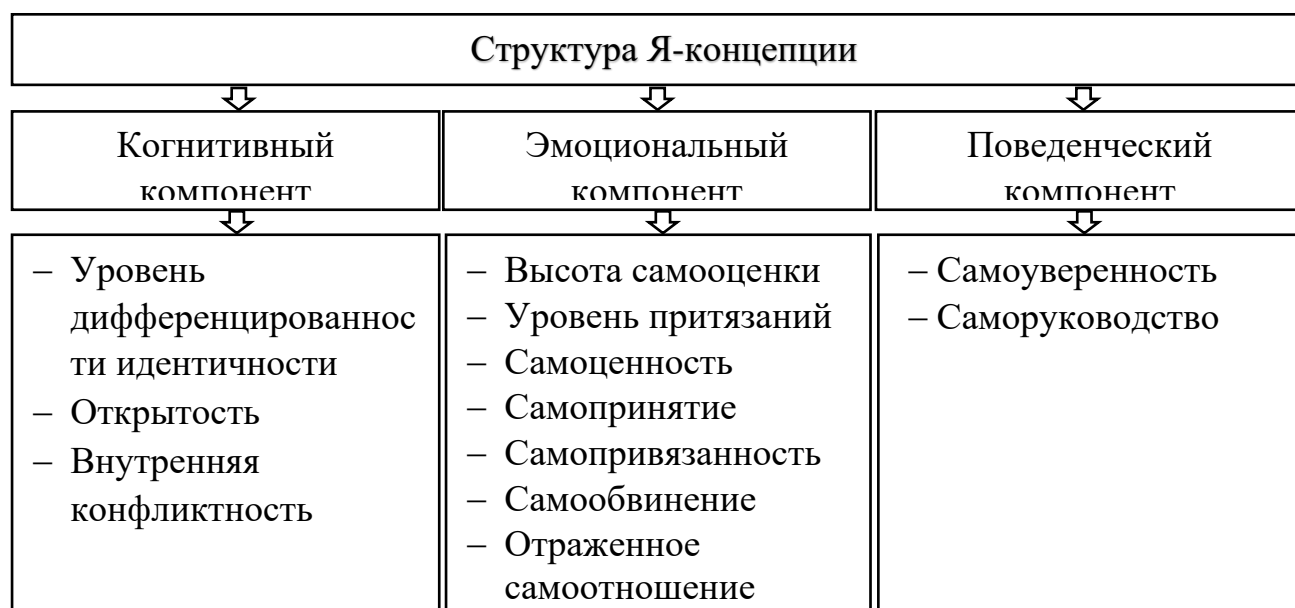 Структура Я-концепции
Когнитивный
компонент
Эмоциональный
компонент
Поведенческий
компонент
– Уровень
дифференцированнос
ти идентичности
– Открытость
– Внутренняя
конфликтность
– Высота самооценки
– Уровень притязаний
– Самоценность
– Самопринятие
– Самопривязанность
– Самообвинение
– Отраженное
самоотношение
– Самоуверенность
– Саморуководство